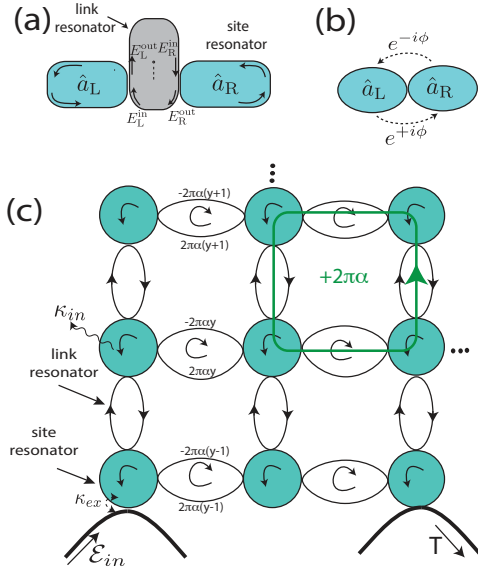 (a)
link
resonator
site
resonator
E_L^out E_R^in
â_L
â_R
E_L^in
E_R^out
(b)
e^{-iϕ}
â_L
â_R
e^{+iϕ}
(c)
-2πα(y+1)
2πα(y+1)
+2πα
κ_in
-2παy
2παy
link
resonator
site
resonator
-2πα(y-1)
2πα(y-1)
κ_ex
ℰ_in
T